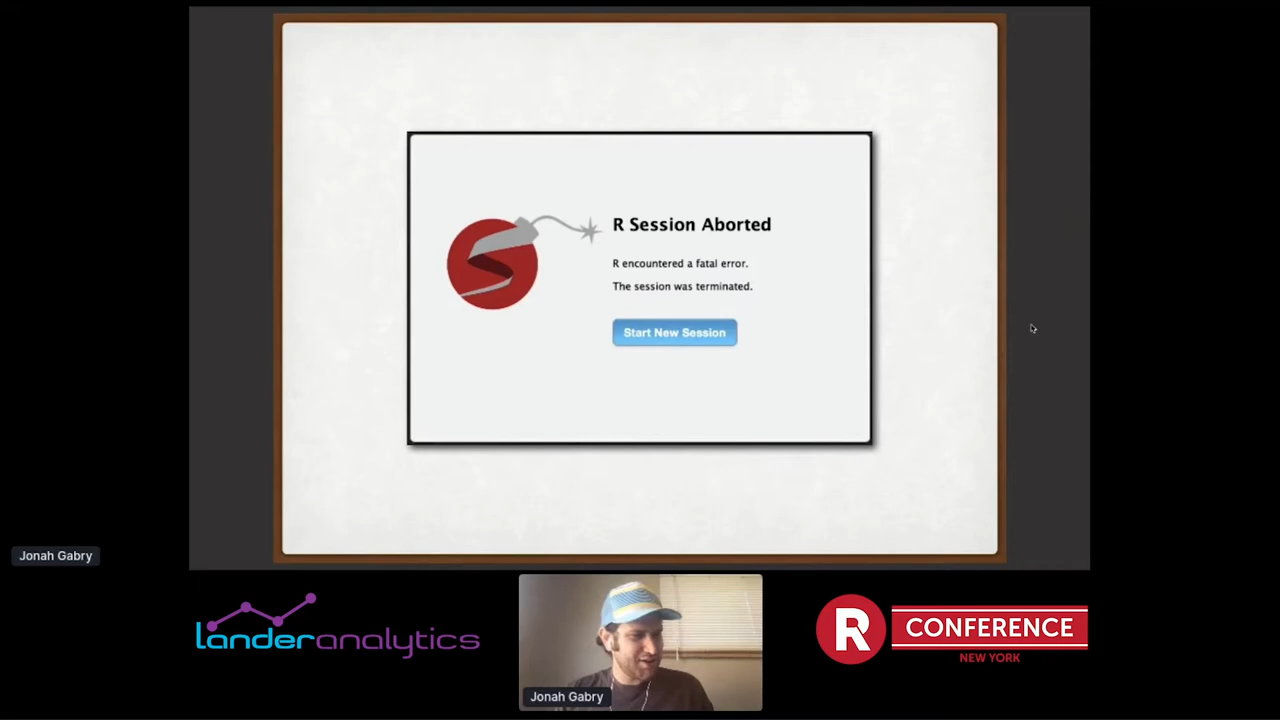 R Session Aborted
R encountered a fatal error.
The session was terminated.
Start New Session
Jonah Gabry
landeranalytics
Jonah Gabry
R CONFERENCE
NEW YORK